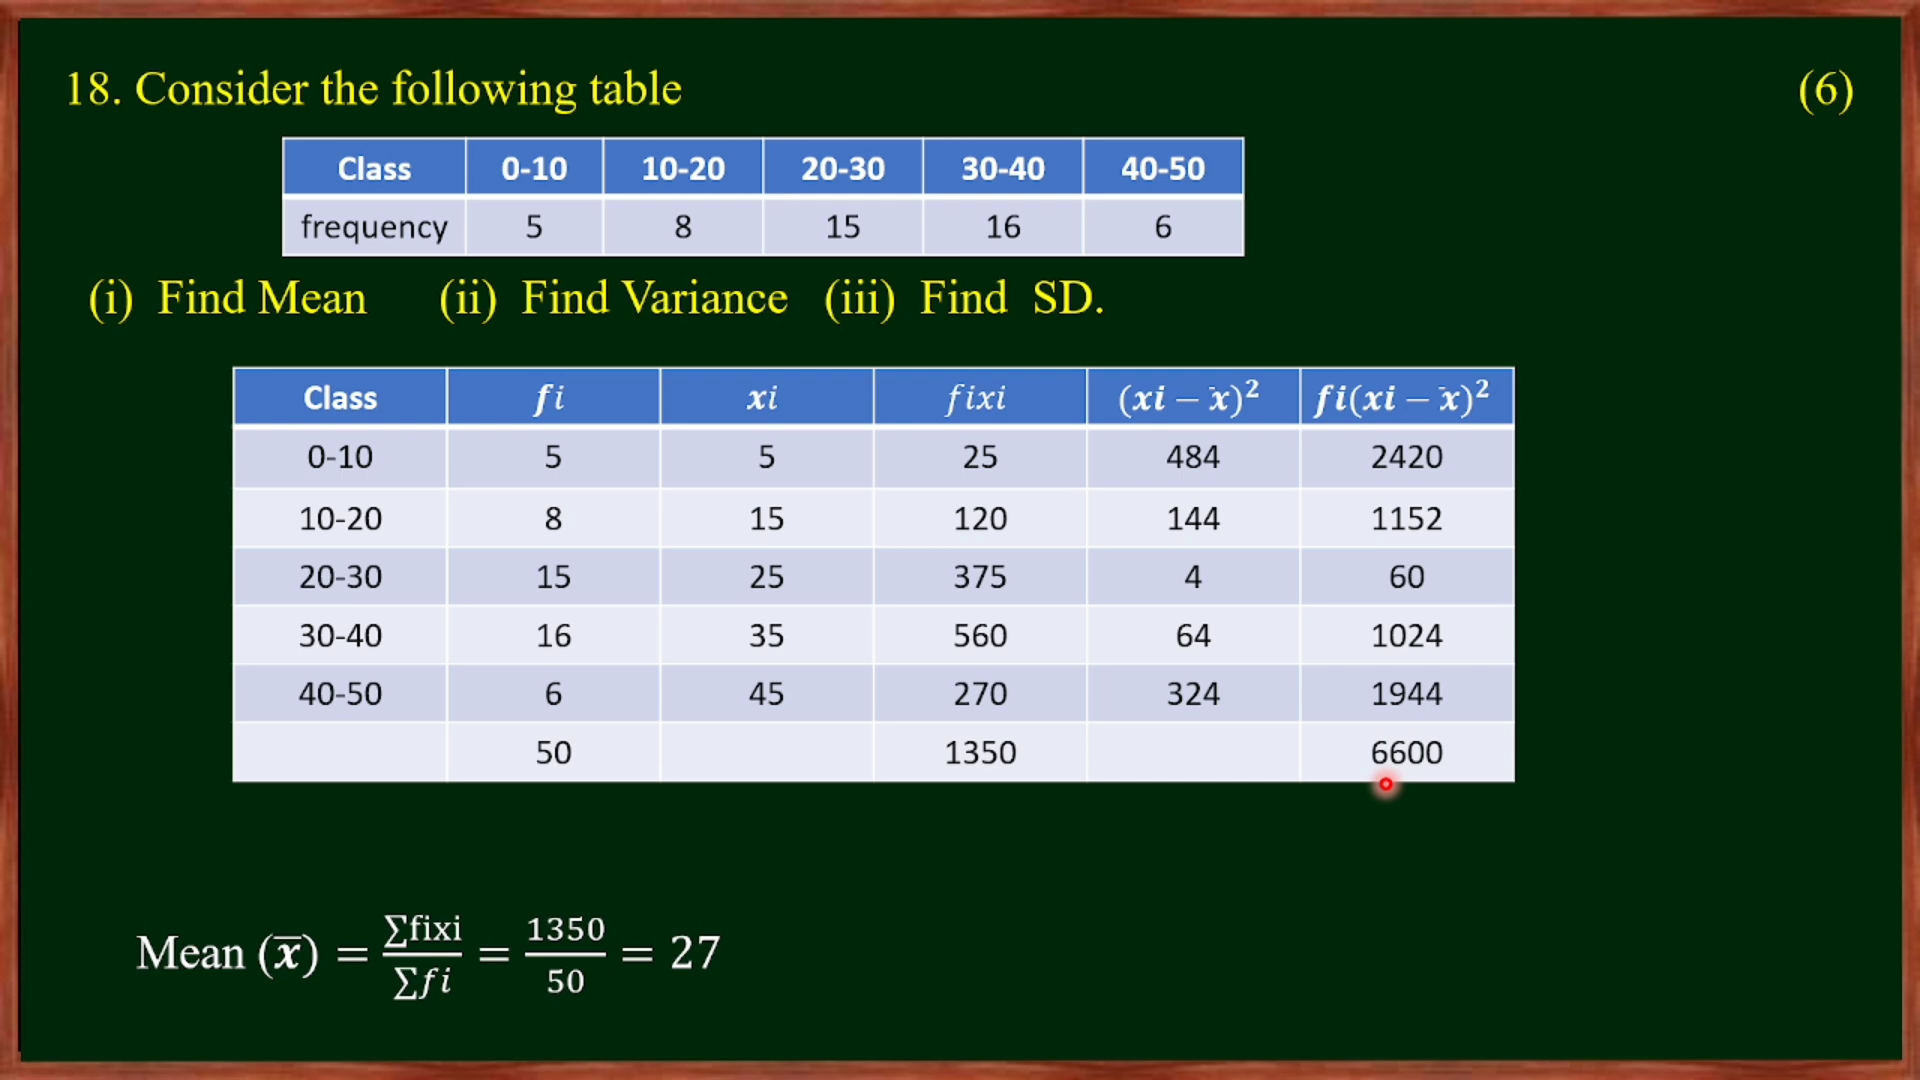 18. Consider the following table (6)
Class 0-10 10-20 20-30 30-40 40-50
frequency 5 8 15 16 6
(i) Find Mean (ii) Find Variance (iii) Find SD.
Class fi xi fixi (xi − x̄)² fi(xi − x̄)²
0-10 5 5 25 484 2420
10-20 8 15 120 144 1152
20-30 15 25 375 4 60
30-40 16 35 560 64 1024
40-50 6 45 270 324 1944
50 1350 6600
Mean (x̄) = ∑fixi/∑fi = 1350/50 = 27